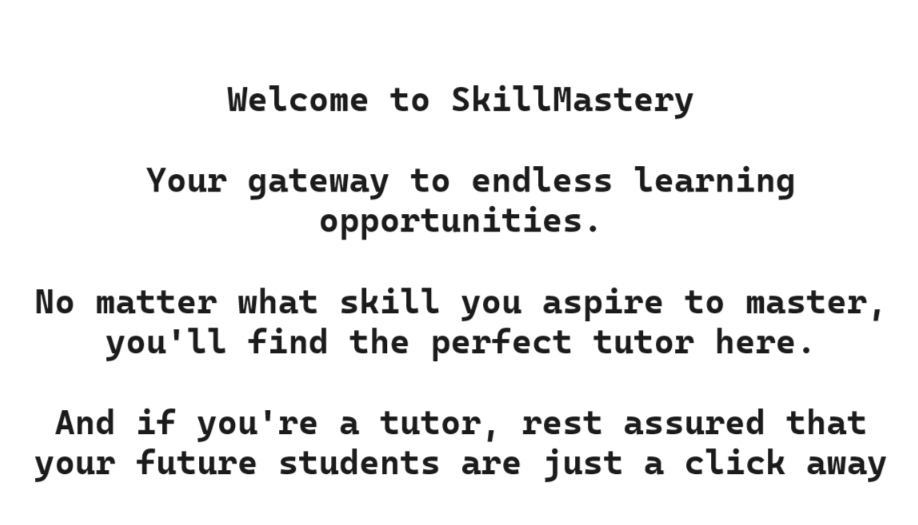 Welcome to SkillMastery
Your gateway to endless learning
opportunities.
No matter what skill you aspire to master,
you'll find the perfect tutor here.
And if you're a tutor, rest assured that
your future students are just a click away